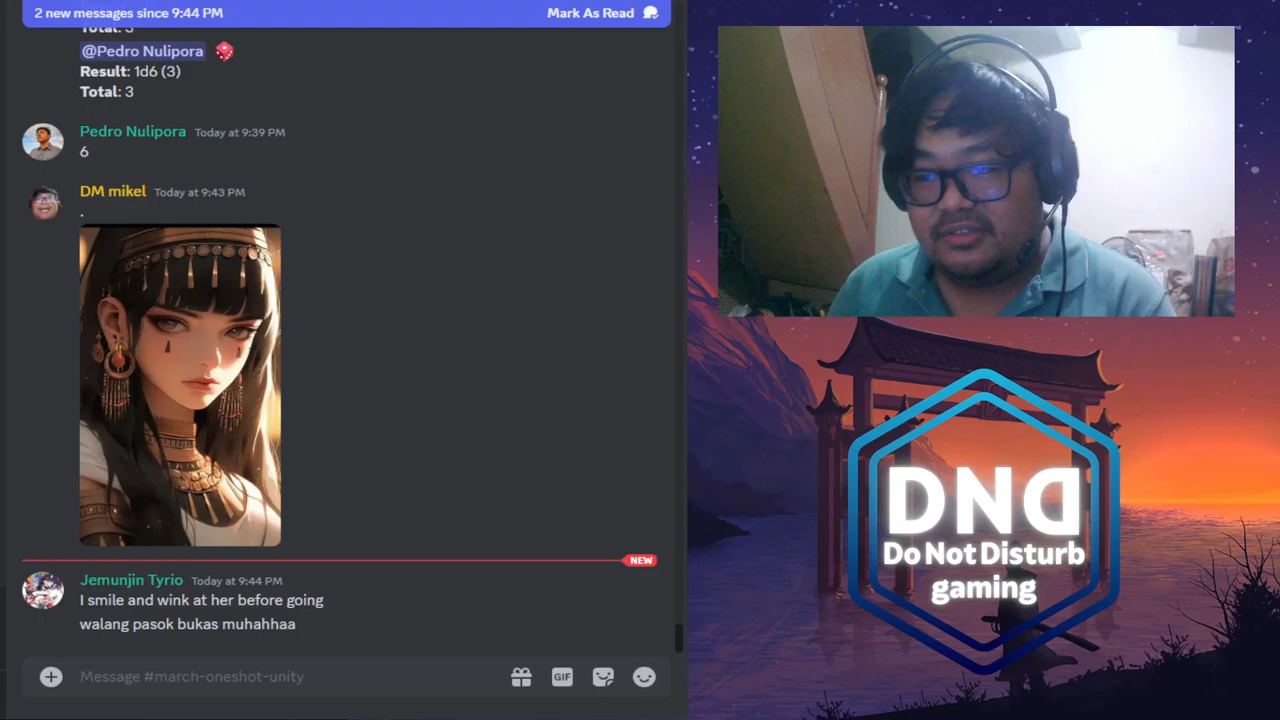 2 new messages since 9:44 PM
Mark As Read
Total: 3
@Pedro Nulipora
Result: 1d6 (3)
Total: 3
Pedro Nulipora Today at 9:39 PM
6
DM mikel Today at 9:43 PM
.
NEW
Jemunjin Tyrio Today at 9:44 PM
I smile and wink at her before going
walang pasok bukas muhahhaa
Message #march-oneshot-unity
GIF
DND
Do Not Disturb
gaming